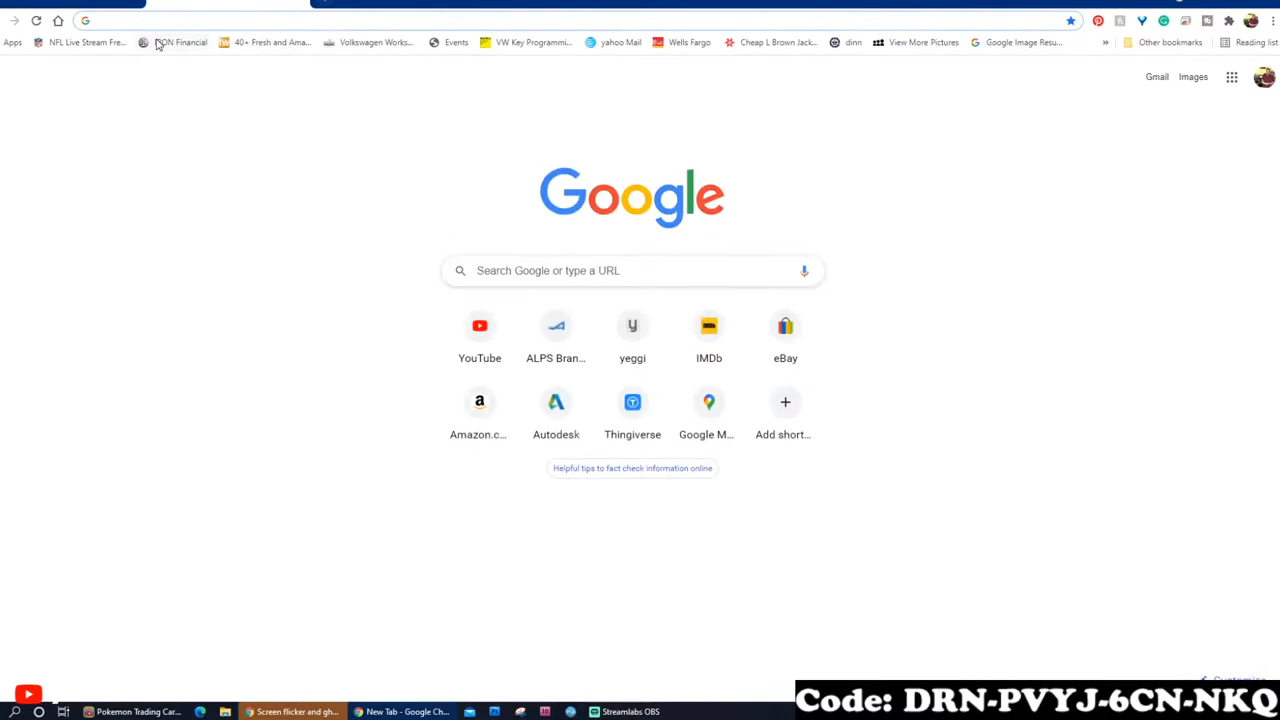 Apps NFL Live Stream Fre... ON Financial 40+ Fresh and Ama... Volkswagen Works... Events VW Key Programmi... yahoo Mail Wells Fargo Cheap L Brown Jack... dinn View More Pictures Google Image Resu... » Other bookmarks Reading list
Gmail Images
Google
Search Google or type a URL
YouTube ALPS Bran... yeggi IMDb eBay
Amazon.c... Autodesk Thingiverse Google M... Add short...
Helpful tips to fact check information online
Code: DRN-PVYJ-6CN-NKQ
Pokemon Trading Car... Screen flicker and gh... New Tab - Google Ch... Streamlabs OBS